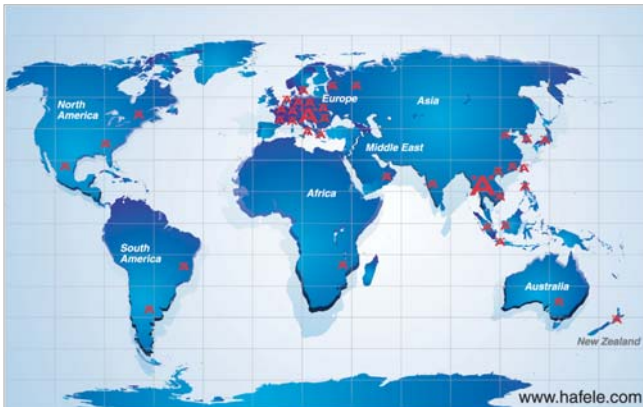 North
America
Europe
Asia
Middle East
Africa
South
America
Australia
New Zealand
www.hafele.com